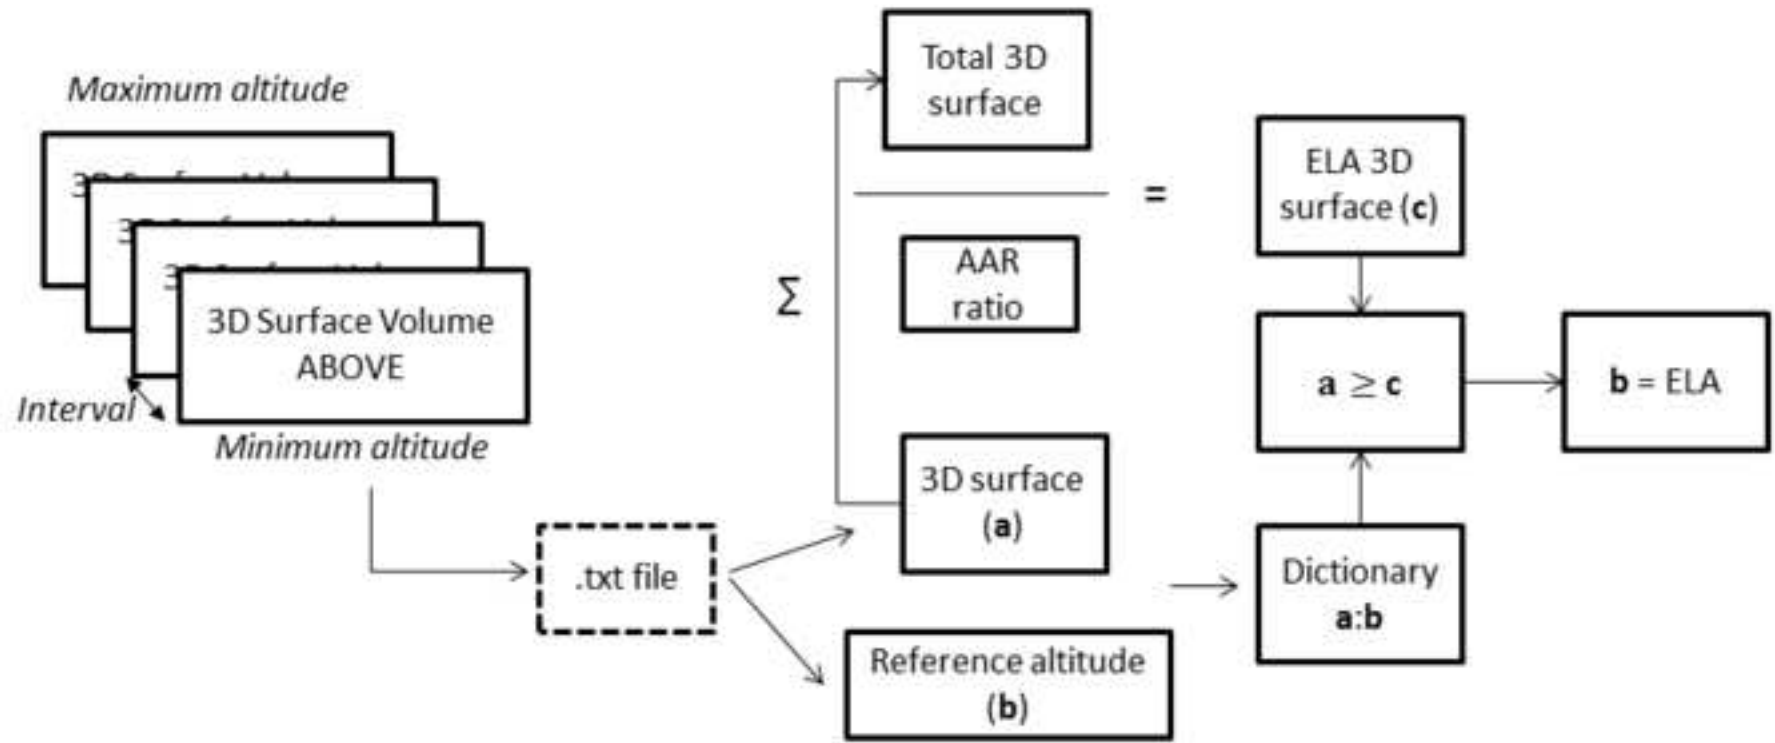 Maximum altitude
3D Surface Volume
ABOVE
Interval
Minimum altitude
.txt file
Σ
Total 3D
surface
AAR
ratio
=
3D surface
(a)
Reference altitude
(b)
ELA 3D
surface (c)
a ≥ c
Dictionary
a:b
b = ELA